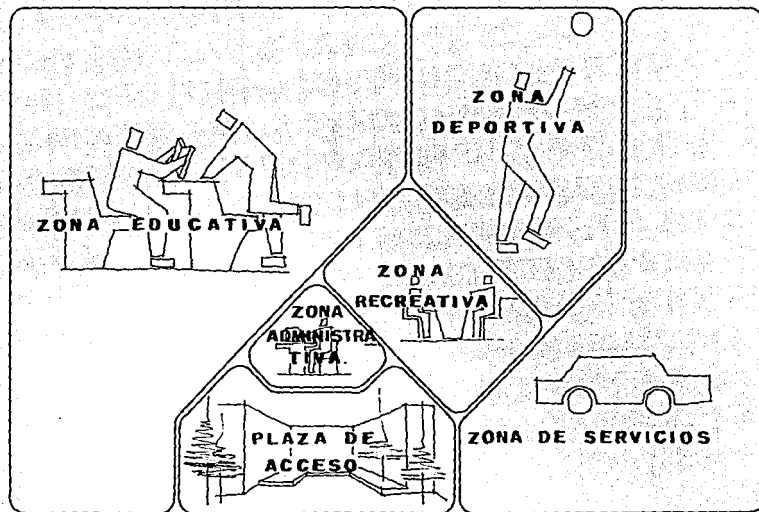 ZONA
DEPORTIVA
ZONA EDUCATIVA
ZONA
RECREATIVA
ZONA
ADMINISTRA
TIVA.
PLAZA DE
ACCESO
ZONA DE SERVICIOS